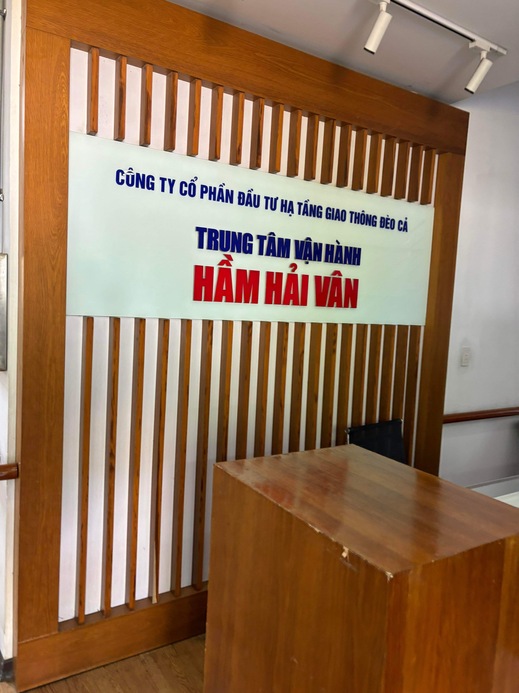 CÔNG TY CỔ PHẦN ĐẦU TƯ HẠ TẦNG GIAO THÔNG ĐÈO CẢ
TRUNG TÂM VẬN HÀNH
HẦM HẢI VÂN